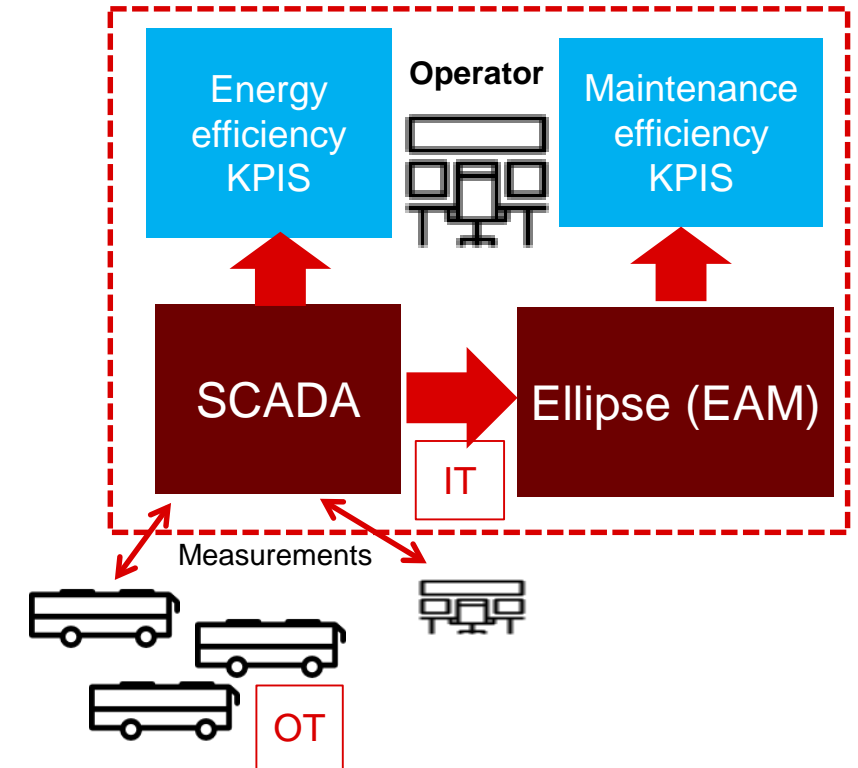 Energy
efficiency
KPIS
Operator
Maintenance
efficiency
KPIS
SCADA
Ellipse (EAM)
IT
Measurements
OT